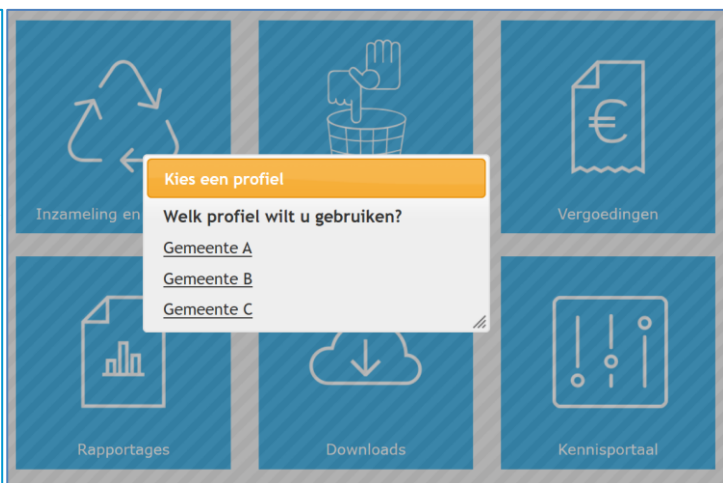 Kies een profiel
Welk profiel wilt u gebruiken?
Gemeente A
Gemeente B
Gemeente C
Inzameling en
Vergoedingen
Rapportages
Downloads
Kennisportaal